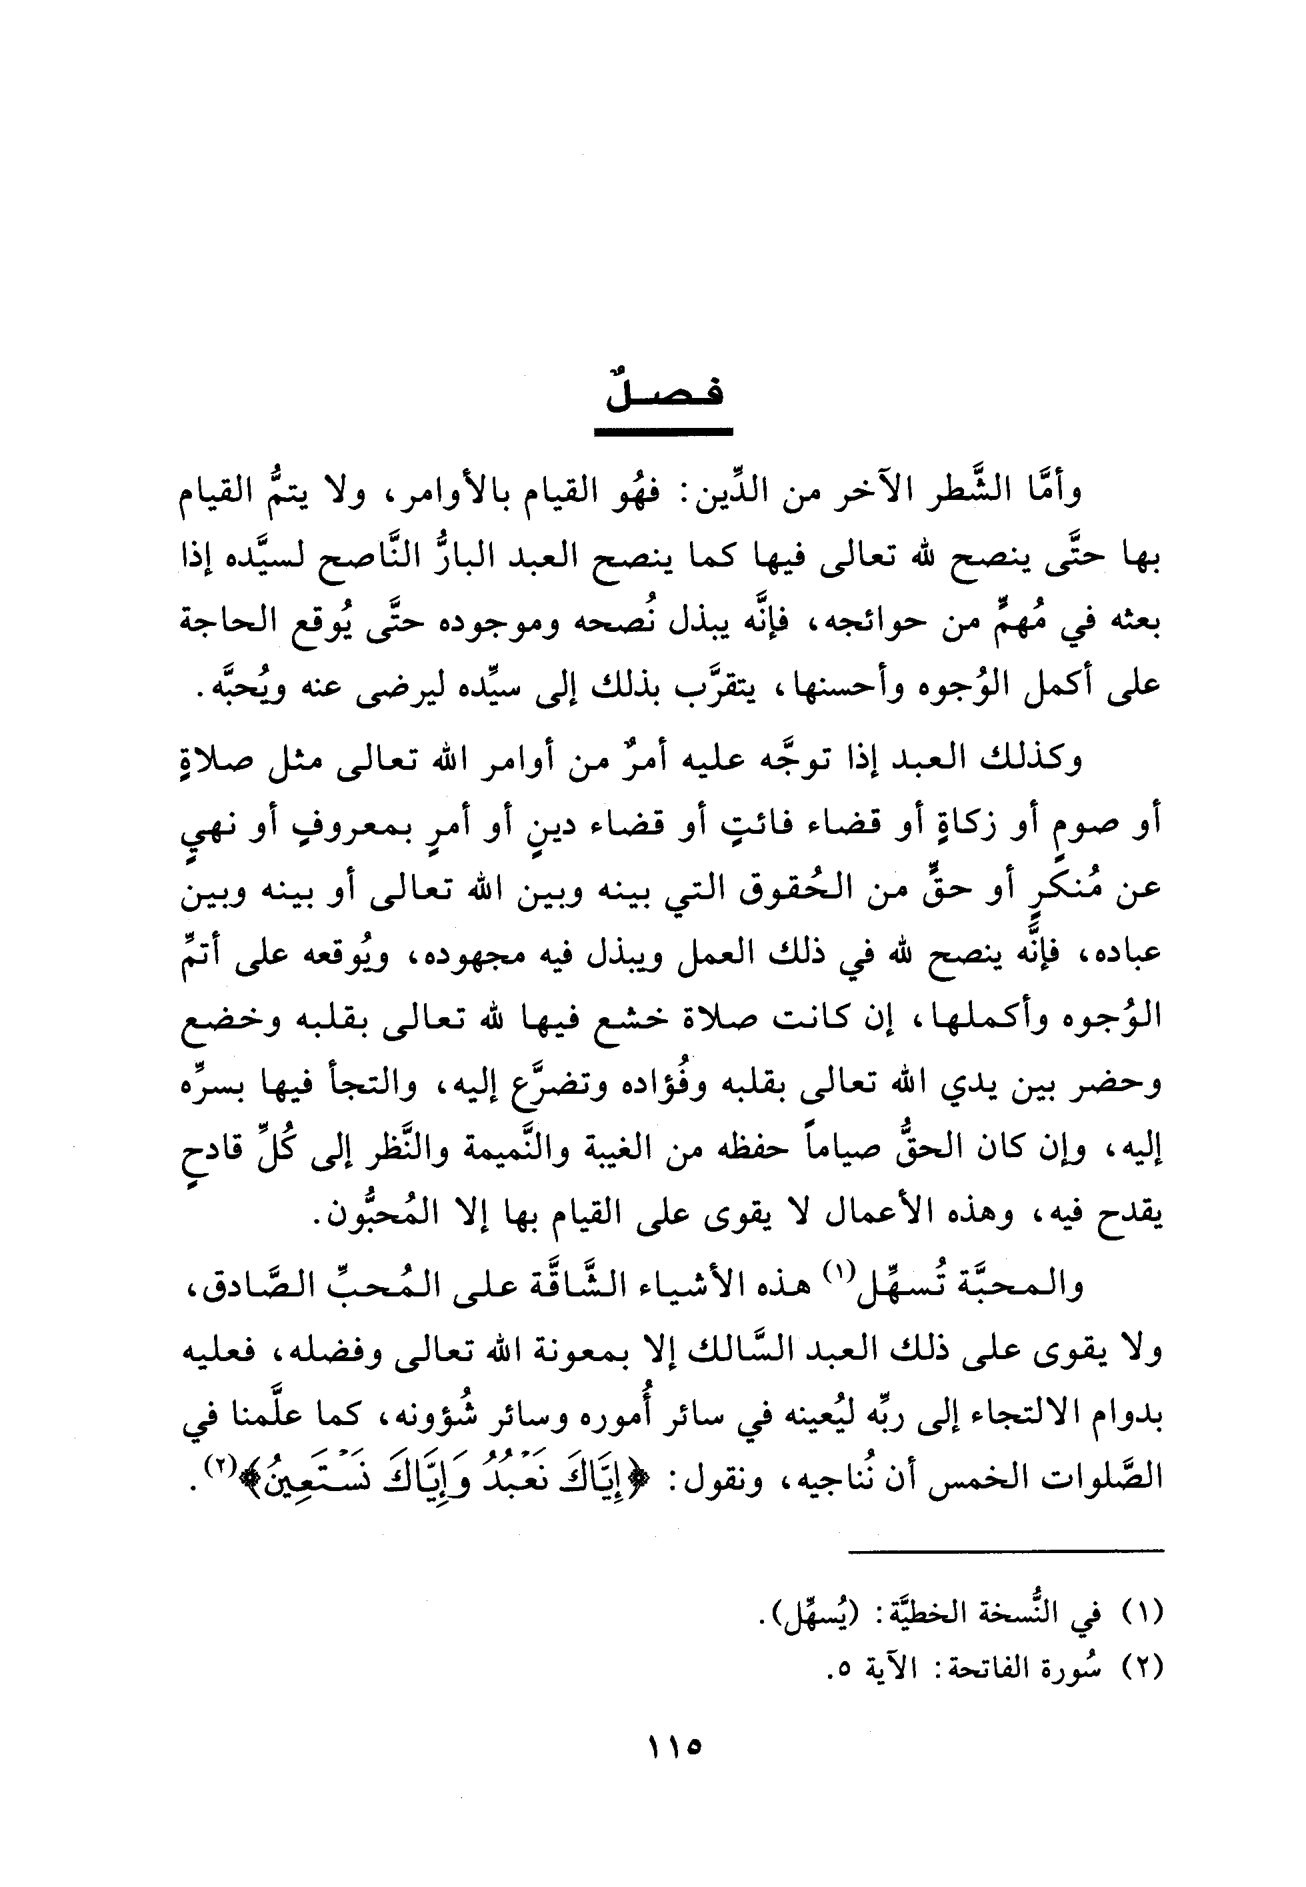 فـصـلٌ
وأمَّا الشَّطر الآخر من الدِّين: فهُو القيام بالأوامر، ولا يتمُّ القيام
بها حتَّى ينصح لله تعالى فيها كما ينصح العبد البارُّ النَّاصح لسيَّده إذا
بعثه في مُهمٍّ من حوائجه، فإنَّه يبذل نُصحه وموجوده حتَّى يُوقع الحاجة
على أكمل الوُجوه وأحسنها، يتقرَّب بذلك إلى سيِّده ليرضى عنه ويُحبَّه.
وكذلك العبد إذا توجَّه عليه أمرٌ من أوامر الله تعالى مثل صلاةٍ
أو صومٍ أو زكاةٍ أو قضاء فائتٍ أو قضاء دينٍ أو أمرٍ بمعروفٍ أو نهيٍ
عن مُنكَرٍ أو حقٍّ من الحُقوق التي بينه وبين الله تعالى أو بينه وبين
عباده، فإنَّه ينصح لله في ذلك العمل ويبذل فيه مجهوده، ويُوقعه على أتمِّ
الوُجوه وأكملها، إن كانت صلاة خشع فيها لله تعالى بقلبه وخضع
وحضر بين يدي الله تعالى بقلبه وفُؤاده وتضرَّع إليه، والتجأ فيها بسرِّه
إليه، وإن كان الحقُّ صياماً حفظه من الغيبة والنَّميمة والنَّظر إلى كُلِّ قادحٍ
يقدح فيه، وهذه الأعمال لا يقوى على القيام بها إلا المُحبُّون.
والمحبَّة تُسهِّل(١) هذه الأشياء الشَّاقَّة على المُحبِّ الصَّادق،
ولا يقوى على ذلك العبد السَّالك إلا بمعونة الله تعالى وفضله، فعليه
بدوام الالتجاء إلى ربِّه ليُعينه في سائر أُموره وسائر شُؤونه، كما علَّمنا في
الصَّلوات الخمس أن نُناجيه، ونقول: ﴿إِيَّاكَ نَعْبُدُ وَإِيَّاكَ نَسْتَعِينُ﴾(٢).
(١) في النُّسخة الخطيَّة: (يُسهِّل).
(٢) سُورة الفاتحة: الآية ٥.
١١٥